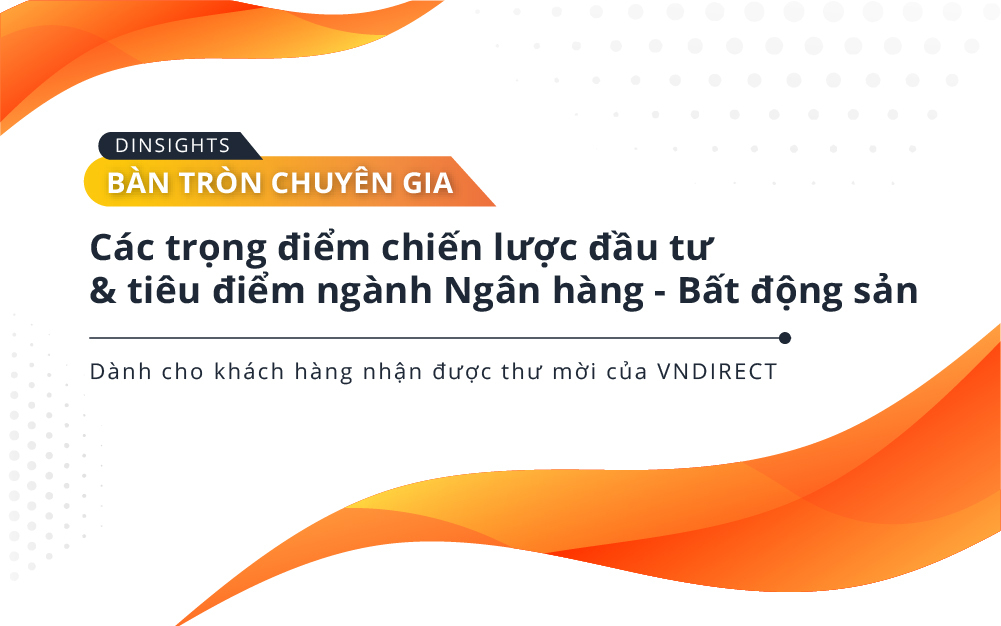 DINSIGHTS
BÀN TRÒN CHUYÊN GIA
Các trọng điểm chiến lược đầu tư
& tiêu điểm ngành Ngân hàng - Bất động sản
Dành cho khách hàng nhận được thư mời của VNDIRECT